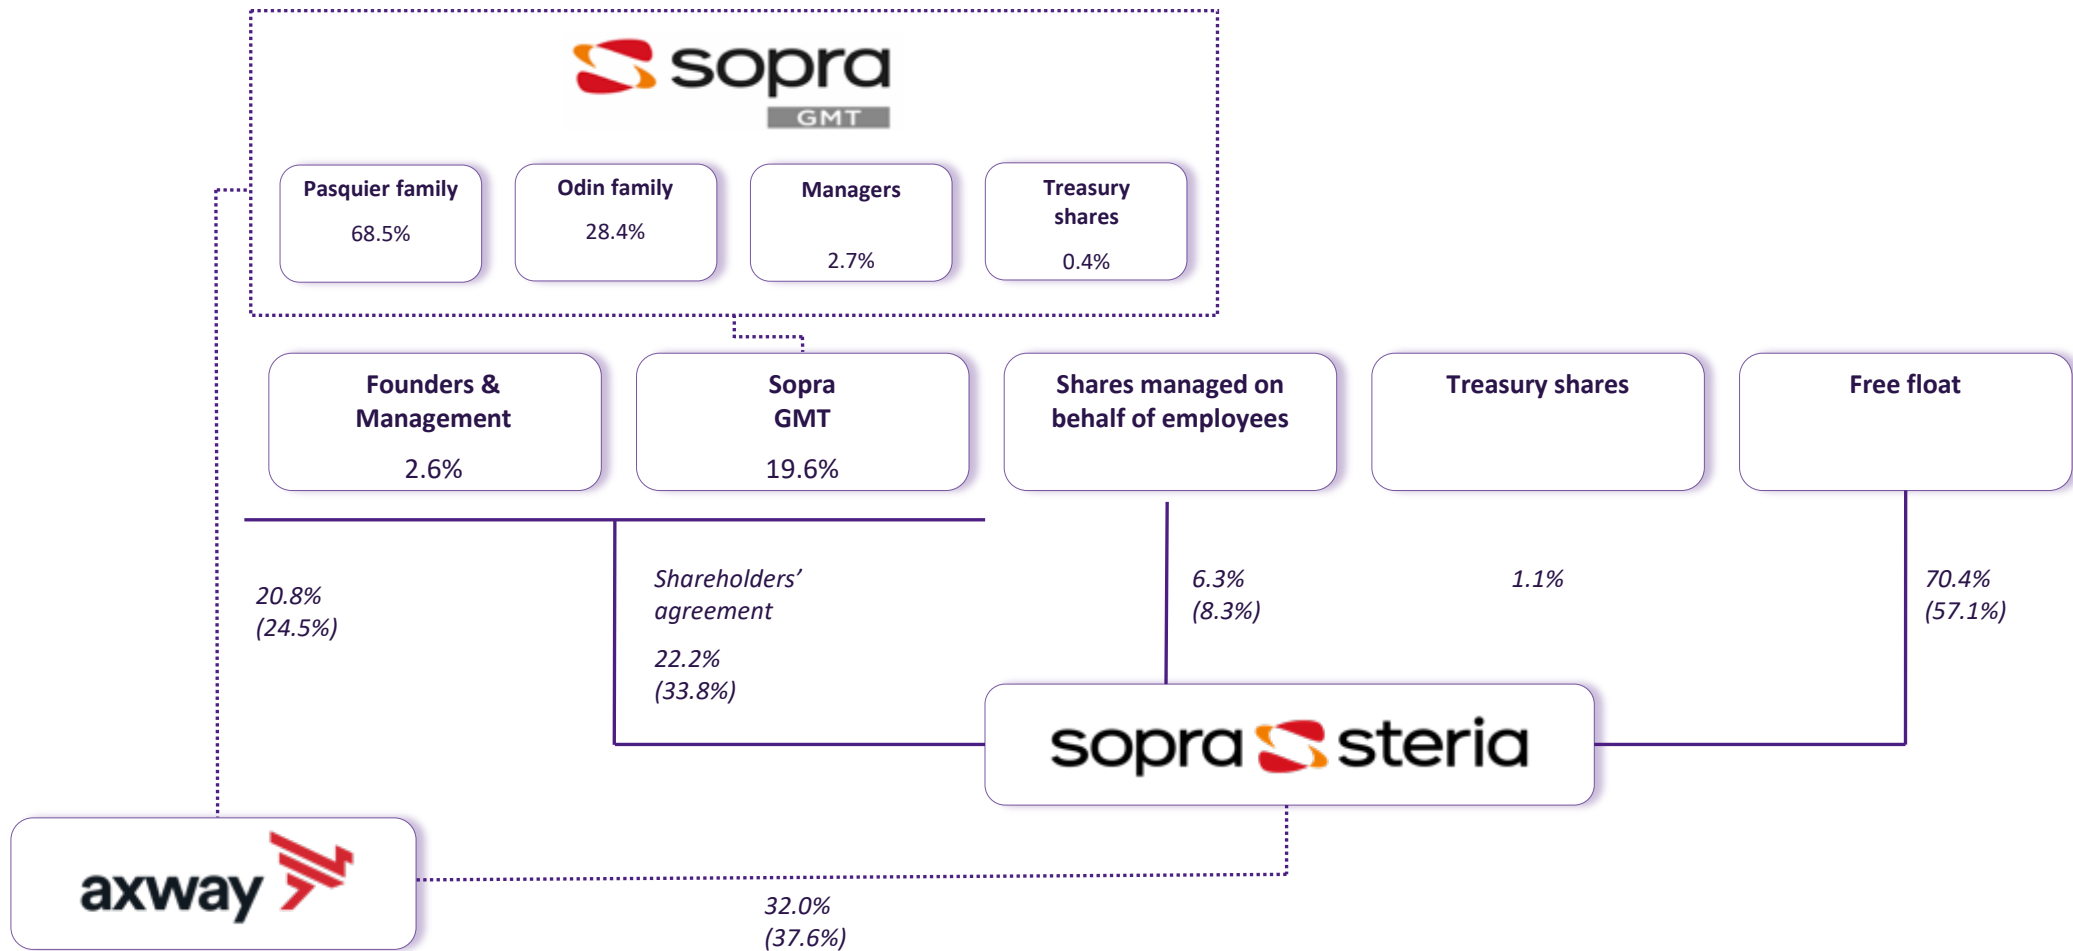 sopra
GMT
Pasquier family
68.5%
Odin family
28.4%
Managers
2.7%
Treasury
shares
0.4%
Founders &
Management
2.6%
Sopra
GMT
19.6%
Shares managed on
behalf of employees
Treasury shares
Free float
20.8%
(24.5%)
Shareholders’
agreement
22.2%
(33.8%)
6.3%
(8.3%)
1.1%
70.4%
(57.1%)
sopra steria
axway
32.0%
(37.6%)